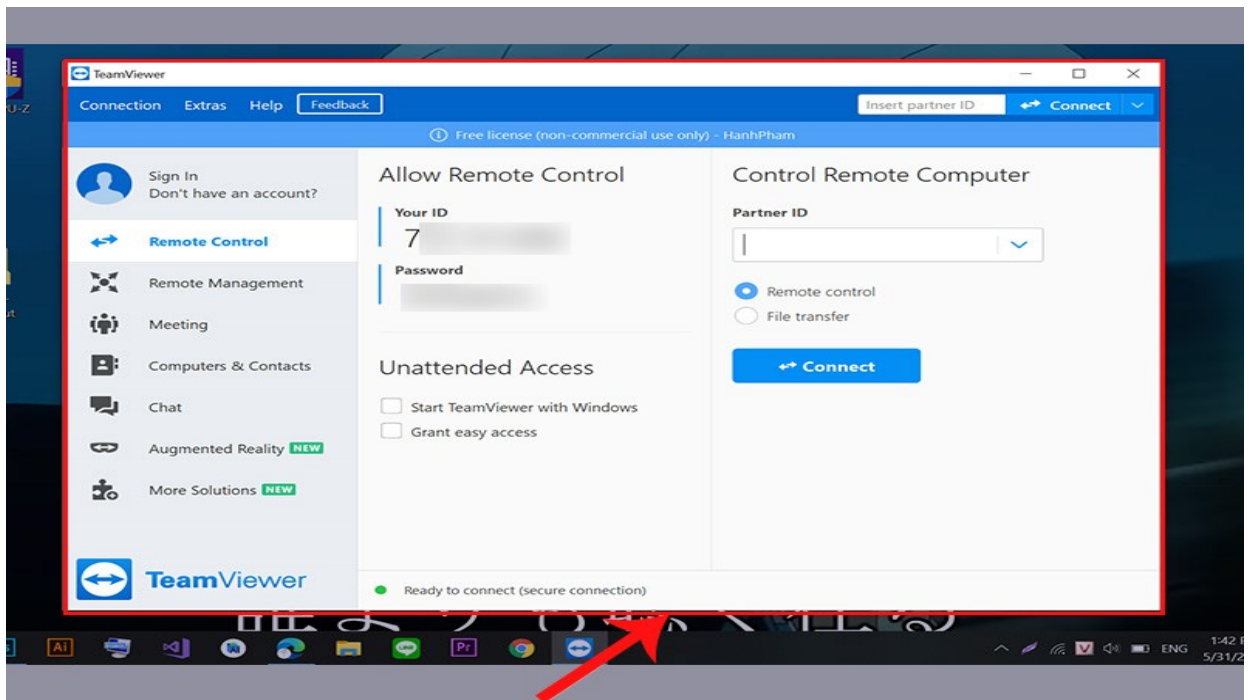 U-Z
TeamViewer
Connection Extras Help Feedback
Insert partner ID
Connect
Free license (non-commercial use only) - HanhPham
Sign In
Don't have an account?
Remote Control
Remote Management
Meeting
Computers & Contacts
Chat
Augmented Reality NEW
More Solutions NEW
TeamViewer
Allow Remote Control
Your ID
7
Password
Unattended Access
Start TeamViewer with Windows
Grant easy access
Control Remote Computer
Partner ID
Remote control
File transfer
Connect
Ready to connect (secure connection)
Ai
Pr
V
ENG
1:42
5/31/2